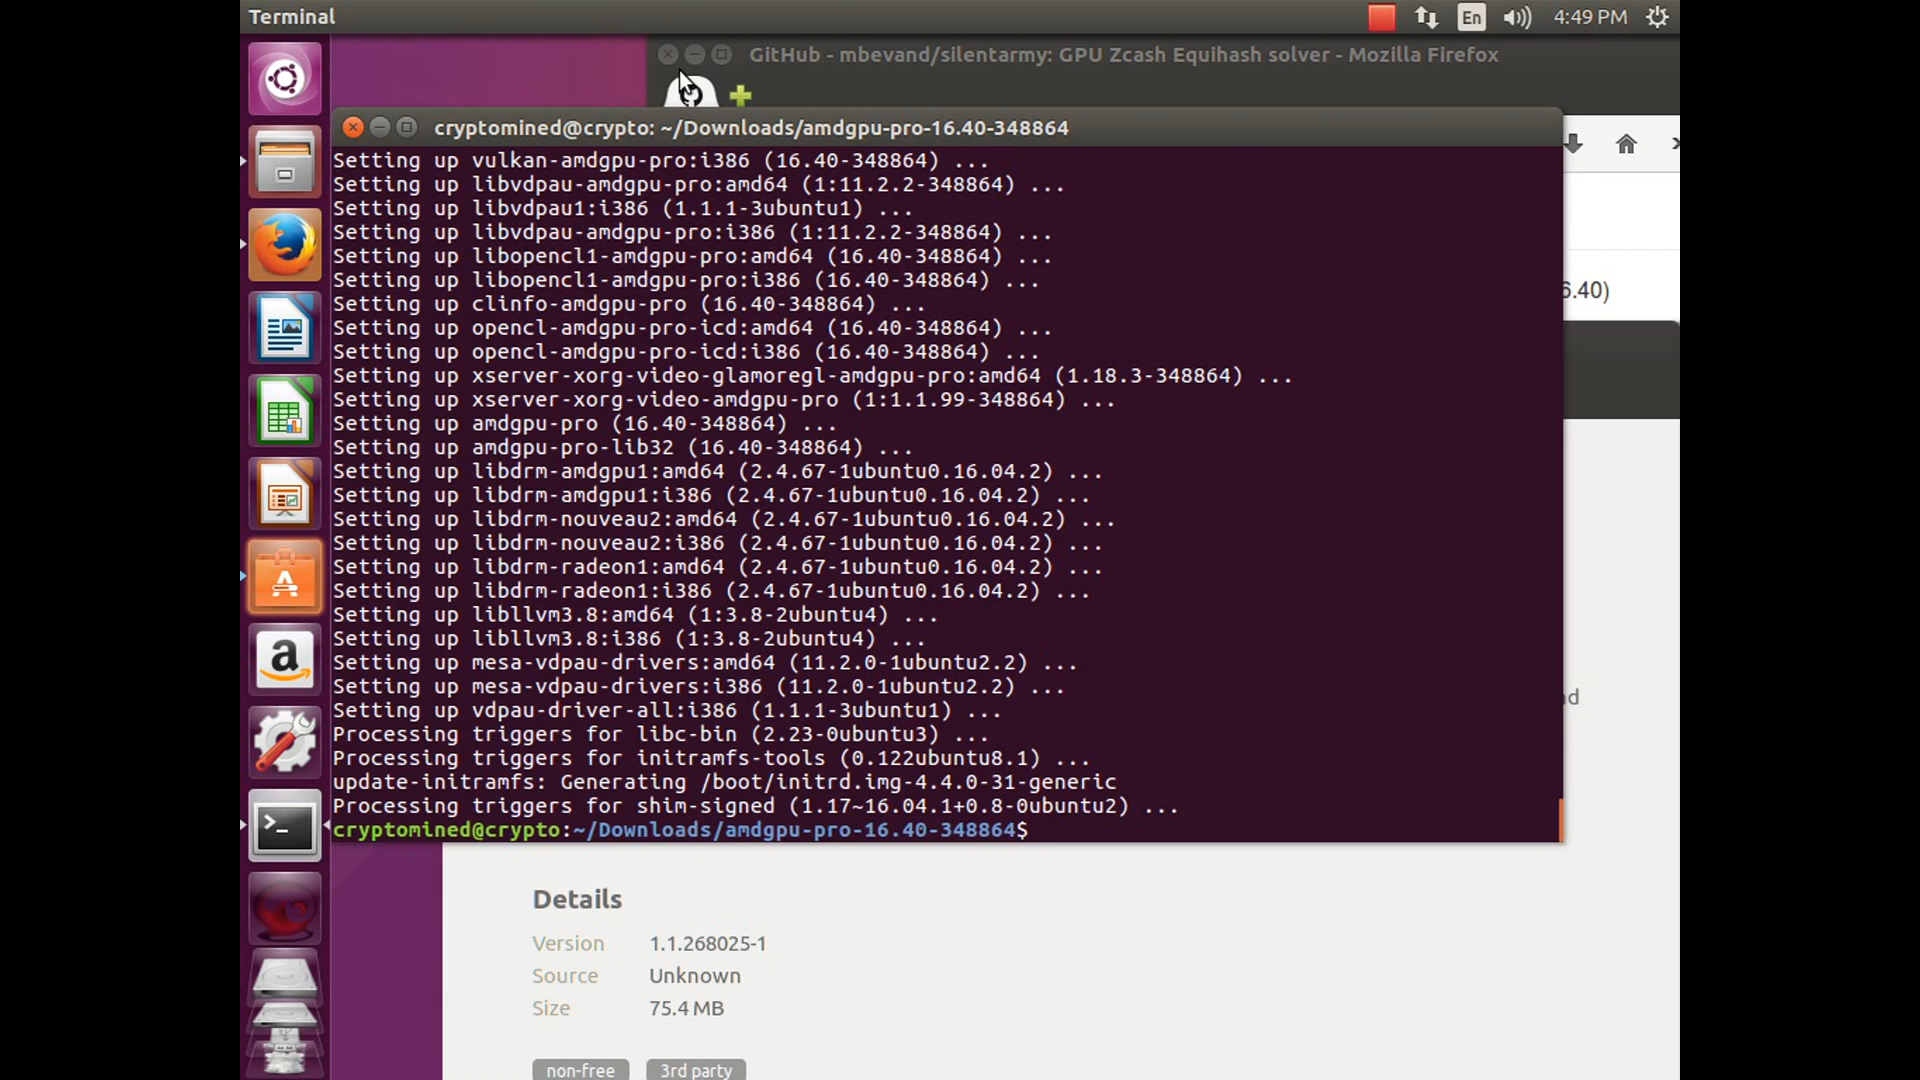 Terminal
En
4:49 PM
GitHub - mbevand/silentarmy: GPU Zcash Equihash solver - Mozilla Firefox
cryptomined@crypto: ~/Downloads/amdgpu-pro-16.40-348864
Setting up vulkan-amdgpu-pro:i386 (16.40-348864) ...
Setting up libvdpau-amdgpu-pro:amd64 (1:11.2.2-348864) ...
Setting up libvdpau1:i386 (1.1.1-3ubuntu1) ...
Setting up libvdpau-amdgpu-pro:i386 (1:11.2.2-348864) ...
Setting up libopencl1-amdgpu-pro:amd64 (16.40-348864) ...
Setting up libopencl1-amdgpu-pro:i386 (16.40-348864) ...
Setting up clinfo-amdgpu-pro (16.40-348864) ...
Setting up opencl-amdgpu-pro-icd:amd64 (16.40-348864) ...
Setting up opencl-amdgpu-pro-icd:i386 (16.40-348864) ...
Setting up xserver-xorg-video-glamoregl-amdgpu-pro:amd64 (1.18.3-348864) ...
Setting up xserver-xorg-video-amdgpu-pro (1:1.1.99-348864) ...
Setting up amdgpu-pro (16.40-348864) ...
Setting up amdgpu-pro-lib32 (16.40-348864) ...
Setting up libdrm-amdgpu1:amd64 (2.4.67-1ubuntu0.16.04.2) ...
Setting up libdrm-amdgpu1:i386 (2.4.67-1ubuntu0.16.04.2) ...
Setting up libdrm-nouveau2:amd64 (2.4.67-1ubuntu0.16.04.2) ...
Setting up libdrm-nouveau2:i386 (2.4.67-1ubuntu0.16.04.2) ...
Setting up libdrm-radeon1:amd64 (2.4.67-1ubuntu0.16.04.2) ...
Setting up libdrm-radeon1:i386 (2.4.67-1ubuntu0.16.04.2) ...
Setting up libllvm3.8:amd64 (1:3.8-2ubuntu4) ...
Setting up libllvm3.8:i386 (1:3.8-2ubuntu4) ...
Setting up mesa-vdpau-drivers:amd64 (11.2.0-1ubuntu2.2) ...
Setting up mesa-vdpau-drivers:i386 (11.2.0-1ubuntu2.2) ...
Setting up vdpau-driver-all:i386 (1.1.1-3ubuntu1) ...
Processing triggers for libc-bin (2.23-0ubuntu3) ...
Processing triggers for initramfs-tools (0.122ubuntu8.1) ...
update-initramfs: Generating /boot/initrd.img-4.4.0-31-generic
Processing triggers for shim-signed (1.17~16.04.1+0.8-0ubuntu2) ...
cryptomined@crypto:~/Downloads/amdgpu-pro-16.40-348864$
6.40)
Details
Version 1.1.268025-1
Source Unknown
Size 75.4 MB
non-free 3rd party